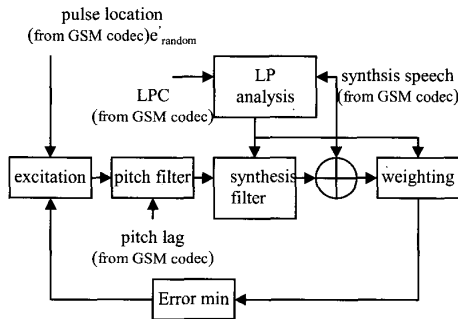 pulse location
(from GSM codec)e'random
LPC
(from GSM codec)
LP
analysis
synthsis speech
(from GSM codec)
excitation
pitch filter
synthesis
filter
weighting
pitch lag
(from GSM codec)
Error min